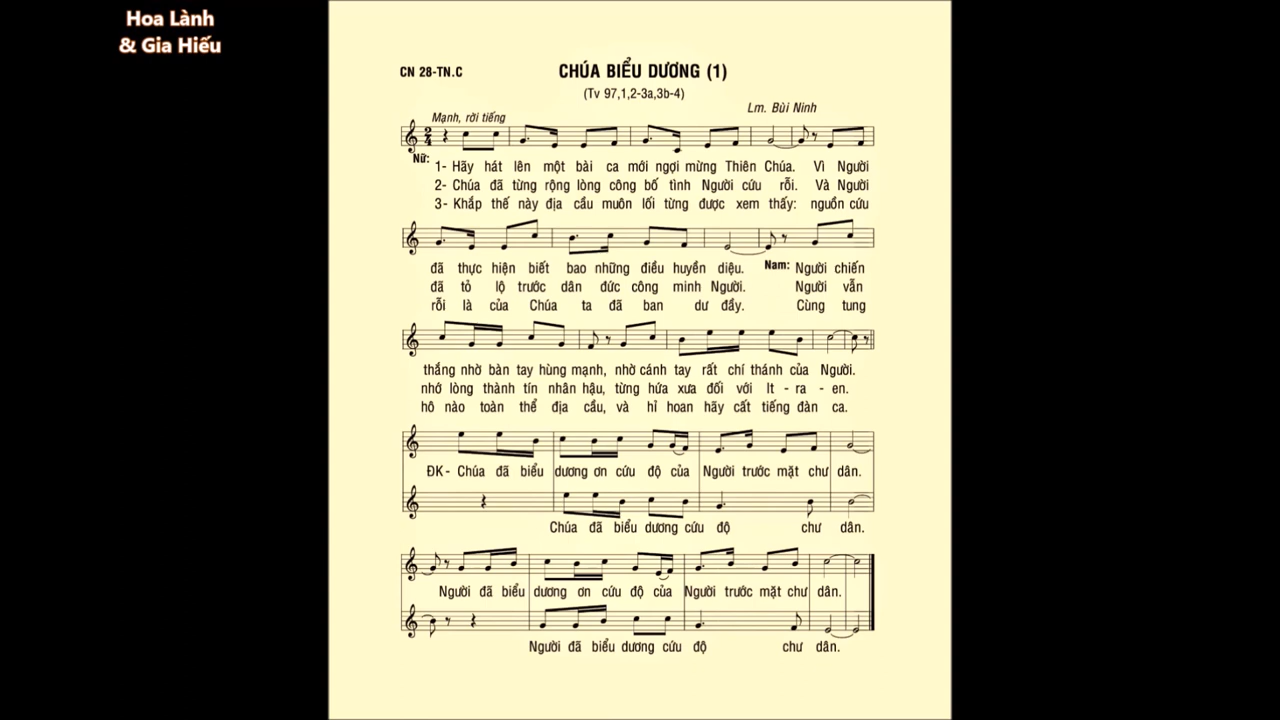 Hoa Lành
& Gia Hiếu
CN 28-TN.C
CHÚA BIỂU DƯƠNG (1)
(Tv 97,1,2-3a,3b-4)
Lm. Bùi Ninh
Mạnh, rời tiếng
Nữ:
1- Hãy hát lên một bài ca mới ngợi mừng Thiên Chúa. Vì Người
2- Chúa đã từng rộng lòng công bố tình Người cứu rỗi. Và Người
3- Khắp thế này địa cầu muôn lối từng được xem thấy: nguồn cứu
đã thực hiện biết bao những điều huyền diệu. Nam: Người chiến
đã tỏ lộ trước dân đức công minh Người. Người vẫn
rỗi là của Chúa ta đã ban dư đầy. Cùng tung
thắng nhờ bàn tay hùng mạnh, nhờ cánh tay rất chí thánh của Người.
nhớ lòng thành tín nhân hậu, từng hứa xưa đối với It - ra - en.
hô nào toàn thể địa cầu, và hỉ hoan hãy cất tiếng đàn ca.
ĐK- Chúa đã biểu dương ơn cứu độ của Người trước mặt chư dân.
Chúa đã biểu dương cứu độ chư dân.
Người đã biểu dương ơn cứu độ của Người trước mặt chư dân.
Người đã biểu dương cứu độ chư dân.